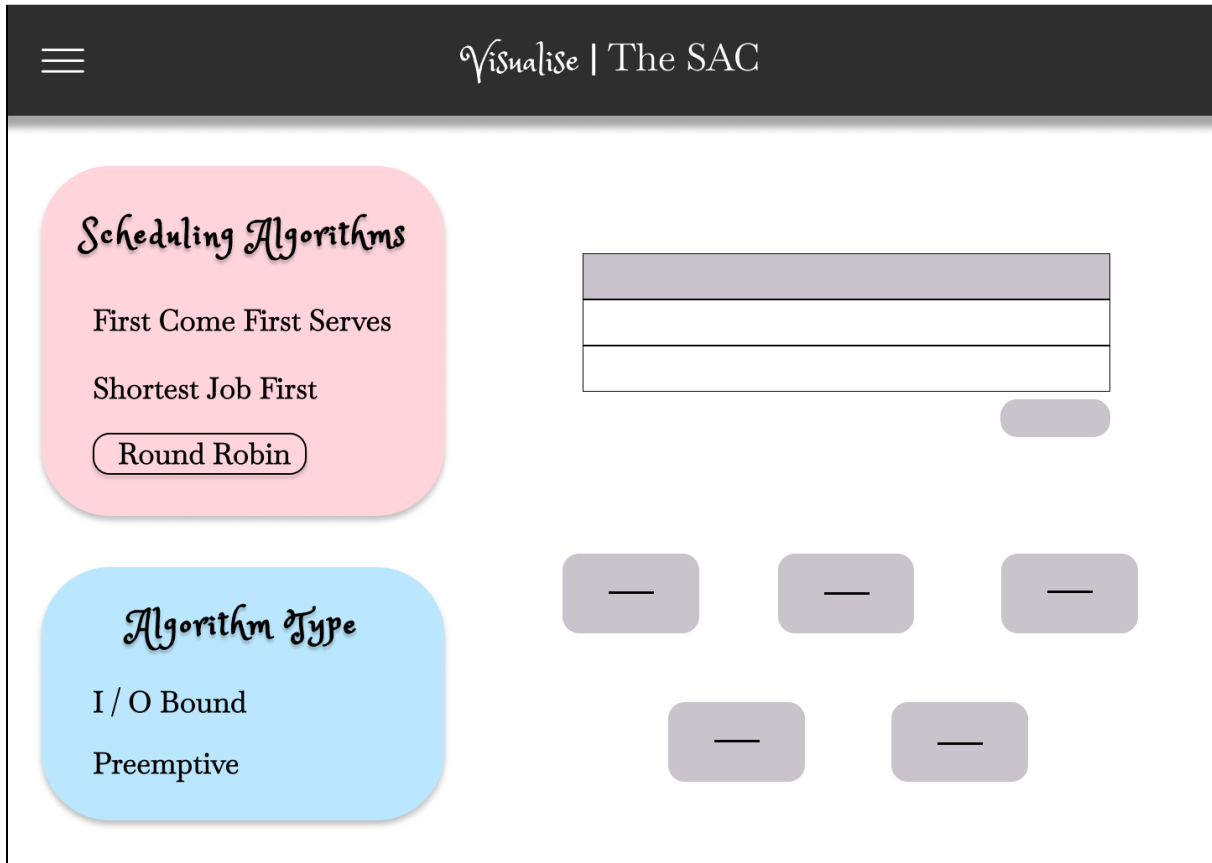 Visualise | The SAC
Scheduling Algorithms
First Come First Serves
Shortest Job First
Round Robin
Algorithm Type
I / O Bound
Preemptive